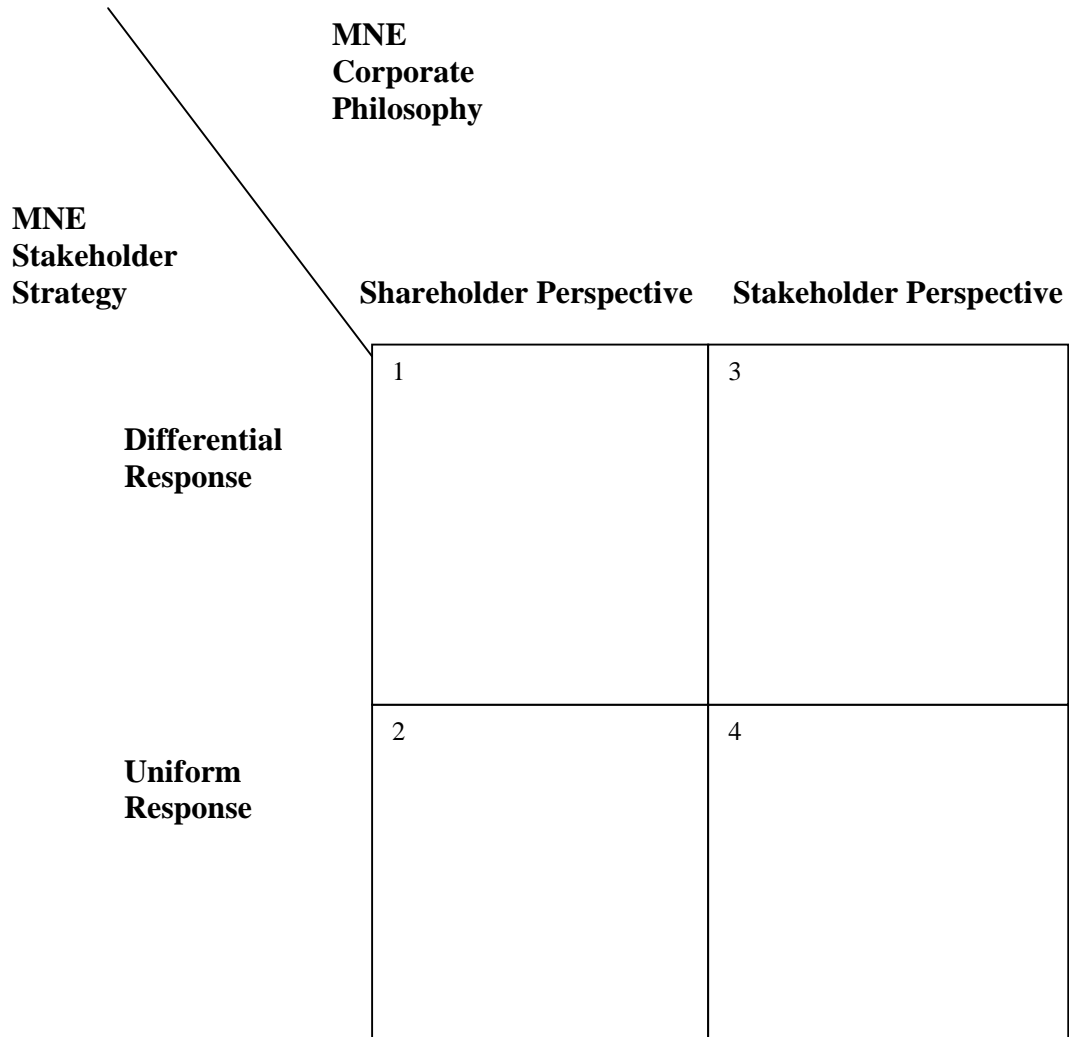 MNE
Corporate
Philosophy
MNE
Stakeholder
Strategy
Shareholder Perspective
Stakeholder Perspective
1
3
Differential
Response
2
4
Uniform
Response